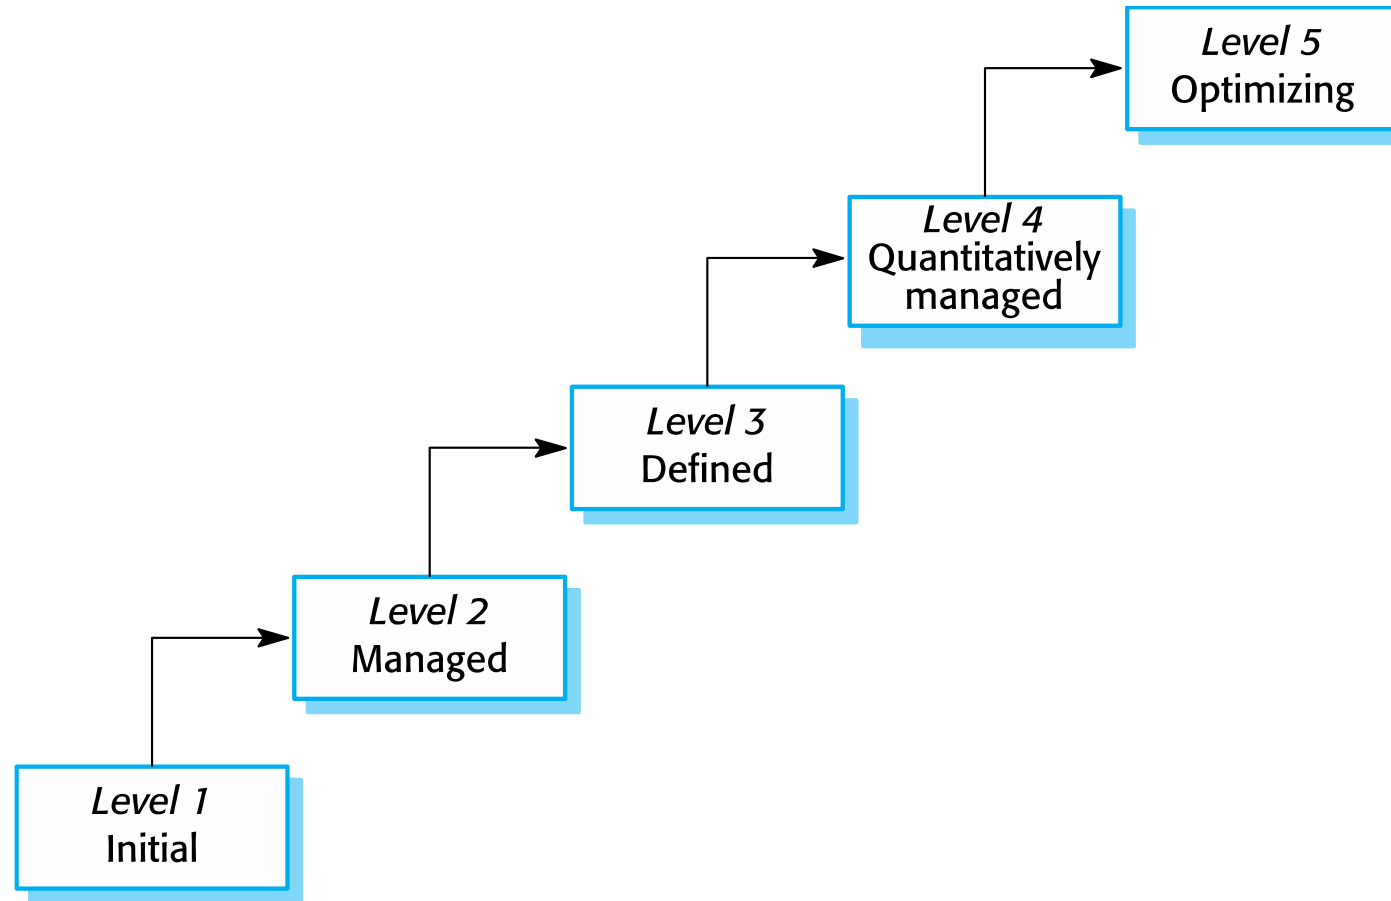 Level 5
Optimizing
Level 4
Quantitatively
managed
Level 3
Defined
Level 2
Managed
Level 1
Initial